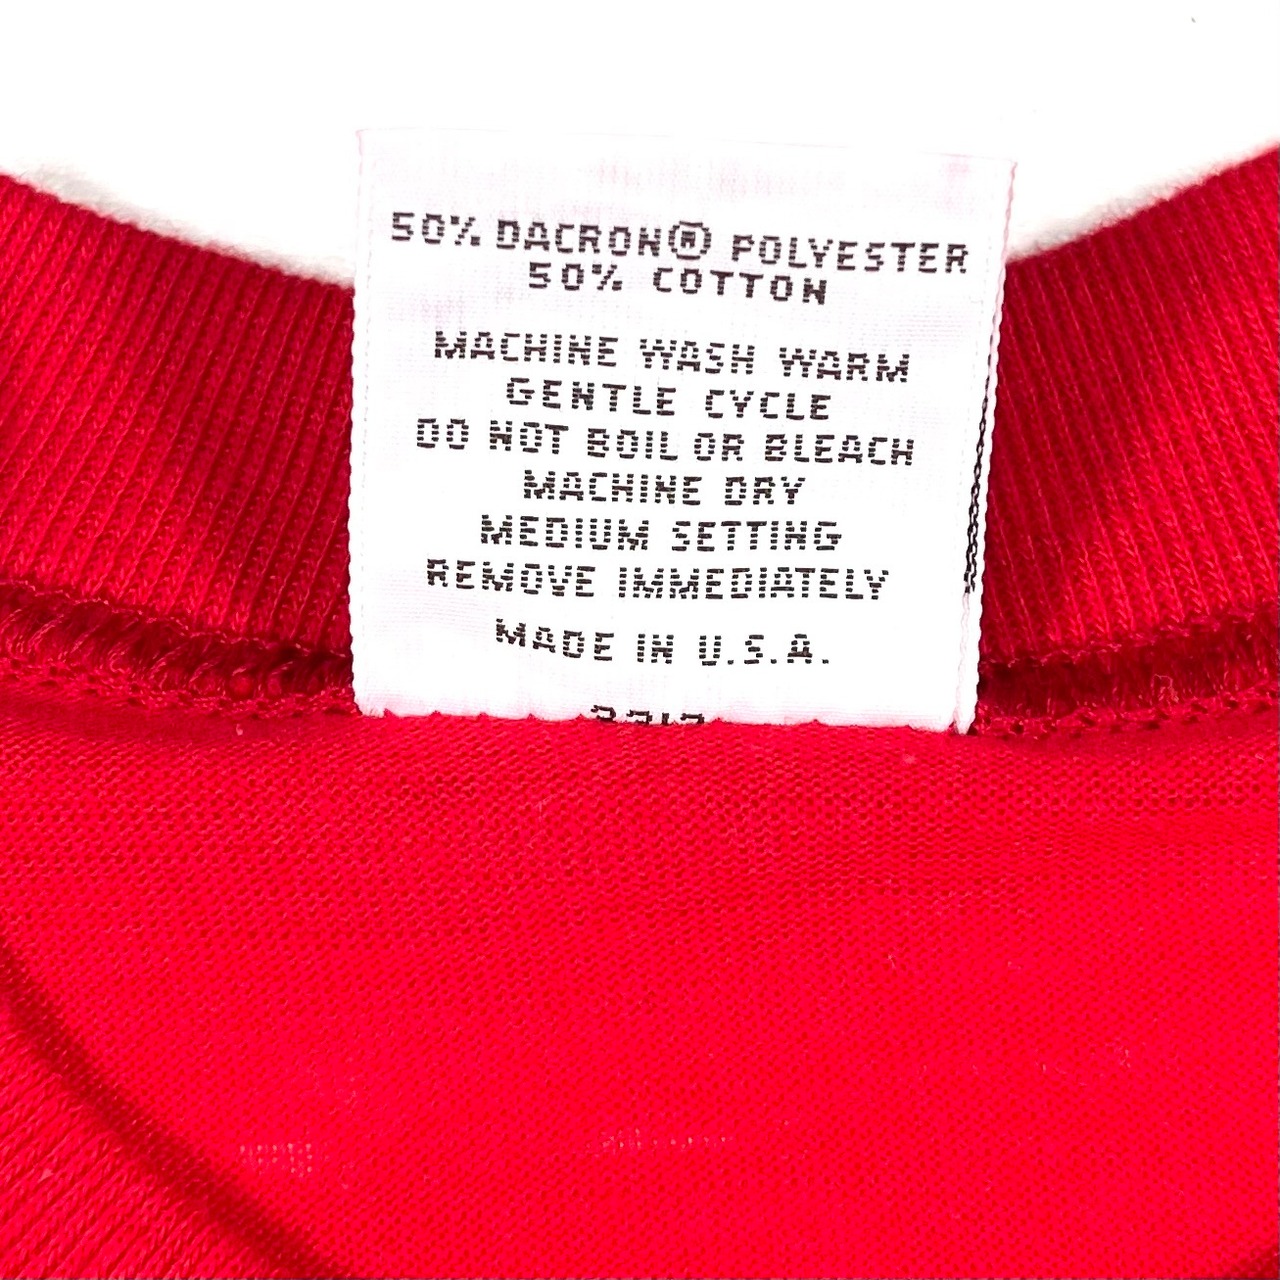 50% DACRON® POLYESTER
50% COTTON
MACHINE WASH WARM
GENTLE CYCLE
DO NOT BOIL OR BLEACH
MACHINE DRY
MEDIUM SETTING
REMOVE IMMEDIATELY
MADE IN U.S.A.